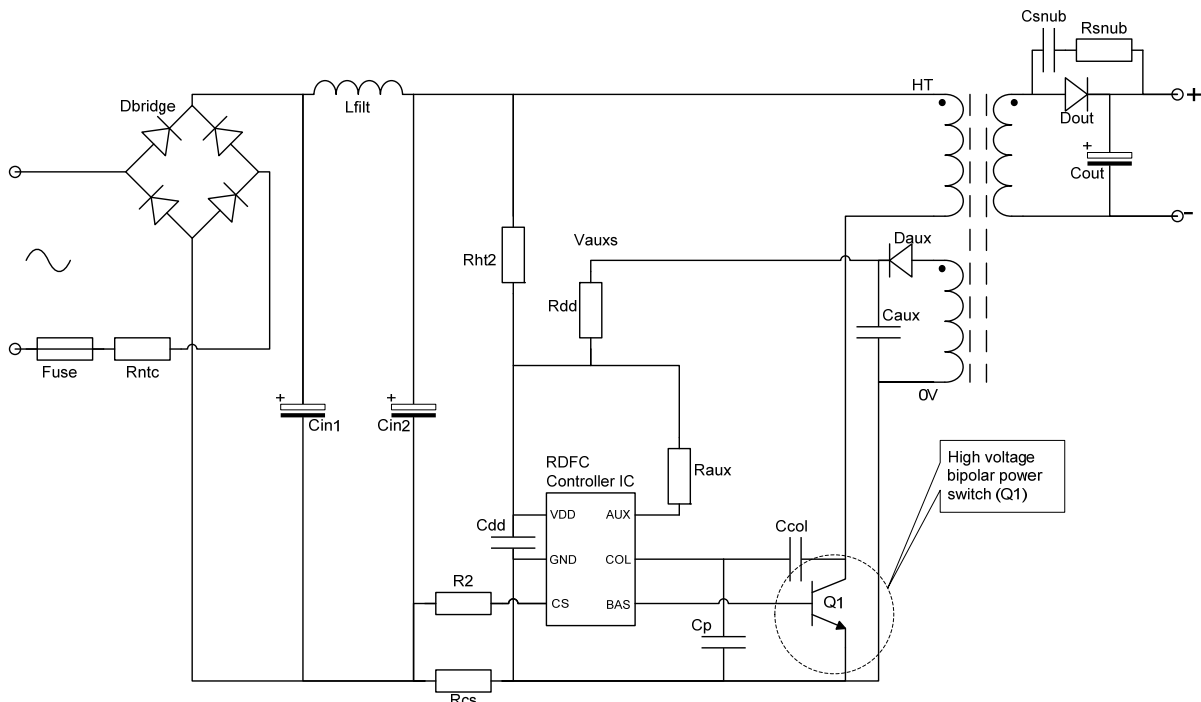 Csnub
Rsnub
Dbridge
Lfilt
HT
Dout
+
+
Cout
-
Rht2
Vauxs
Daux
Rdd
Caux
Fuse
Rntc
0V
+
Cin1
+
Cin2
RDFC
Controller IC
Raux
High voltage
bipolar power
switch (Q1)
VDD
AUX
Cdd
Ccol
GND
COL
R2
CS
BAS
Q1
Cp
Rcs